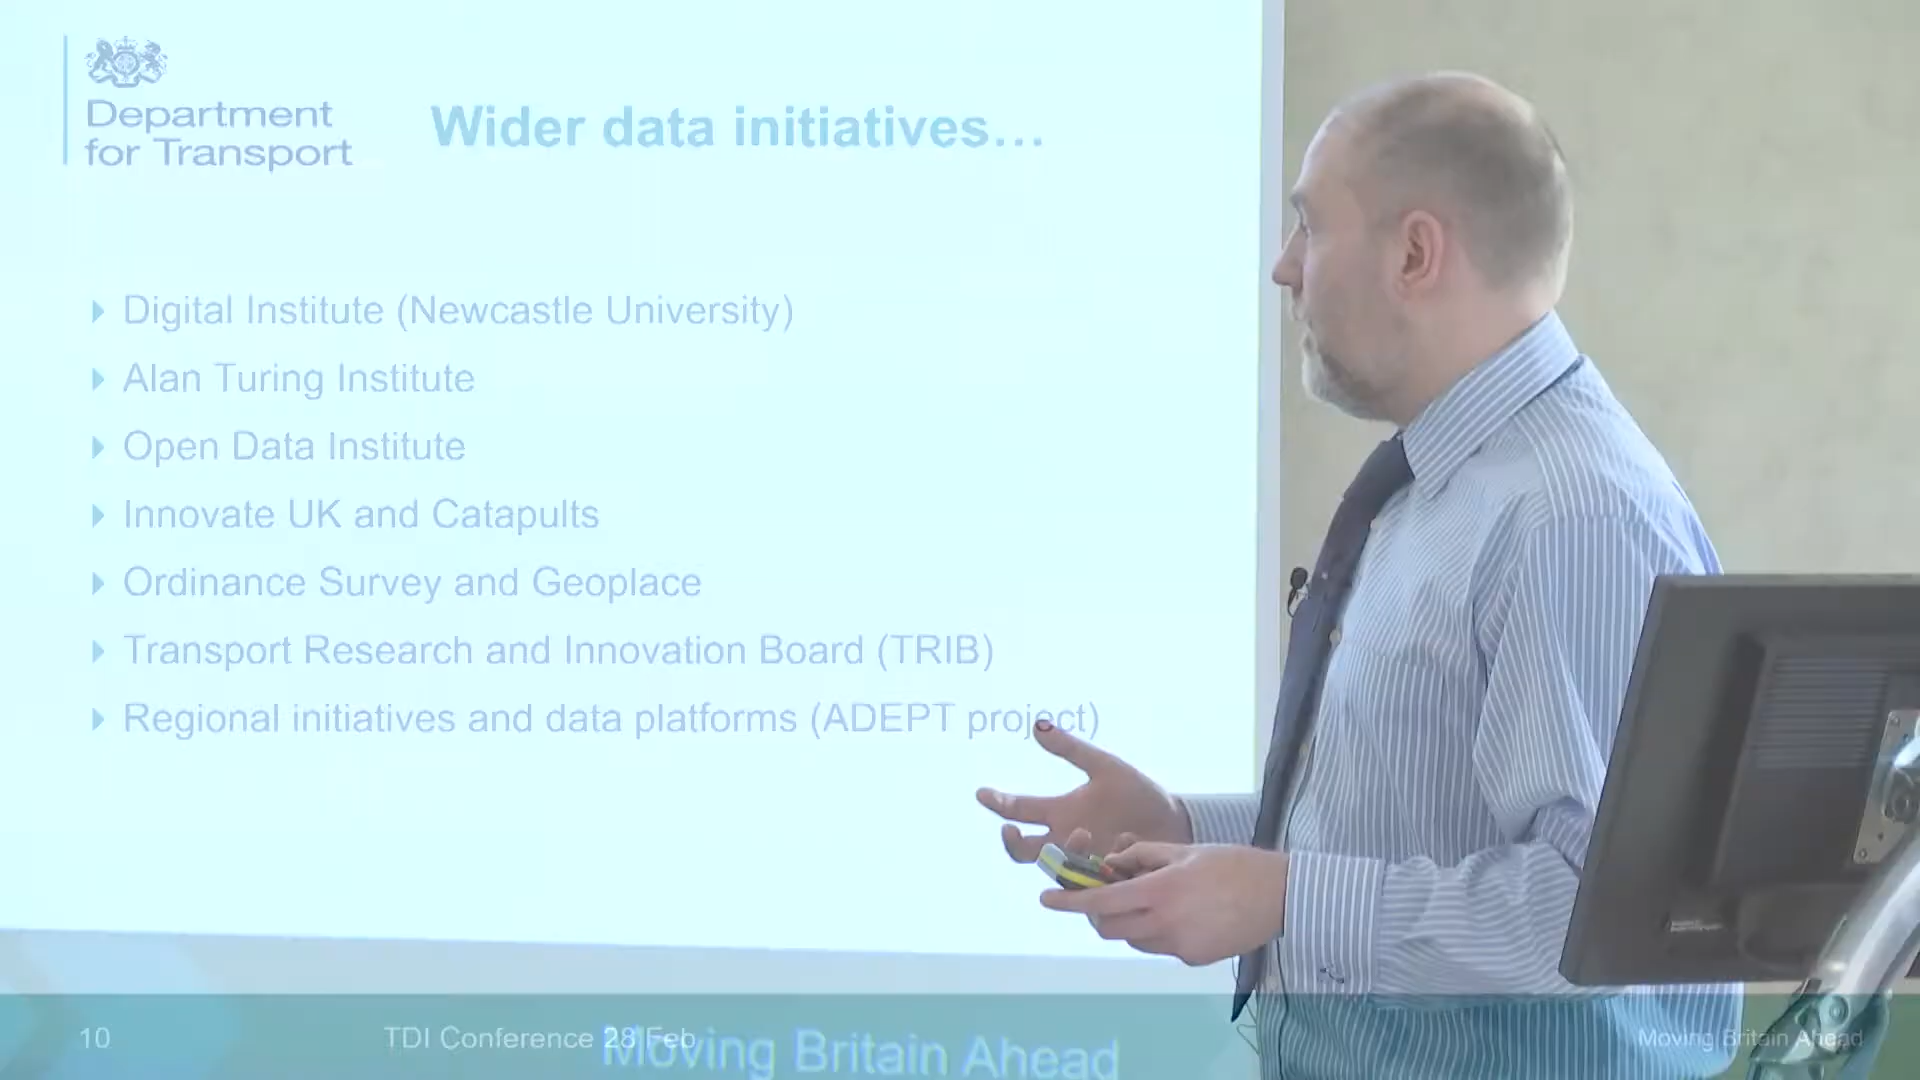 Department
for Transport
Wider data initiatives...
Digital Institute (Newcastle University)
Alan Turing Institute
Open Data Institute
Innovate UK and Catapults
Ordinance Survey and Geoplace
Transport Research and Innovation Board (TRIB)
Regional initiatives and data platforms (ADEPT project)
10
TDI Conference 28 Feb
Moving Britain Ahead
Moving Britain Ahead